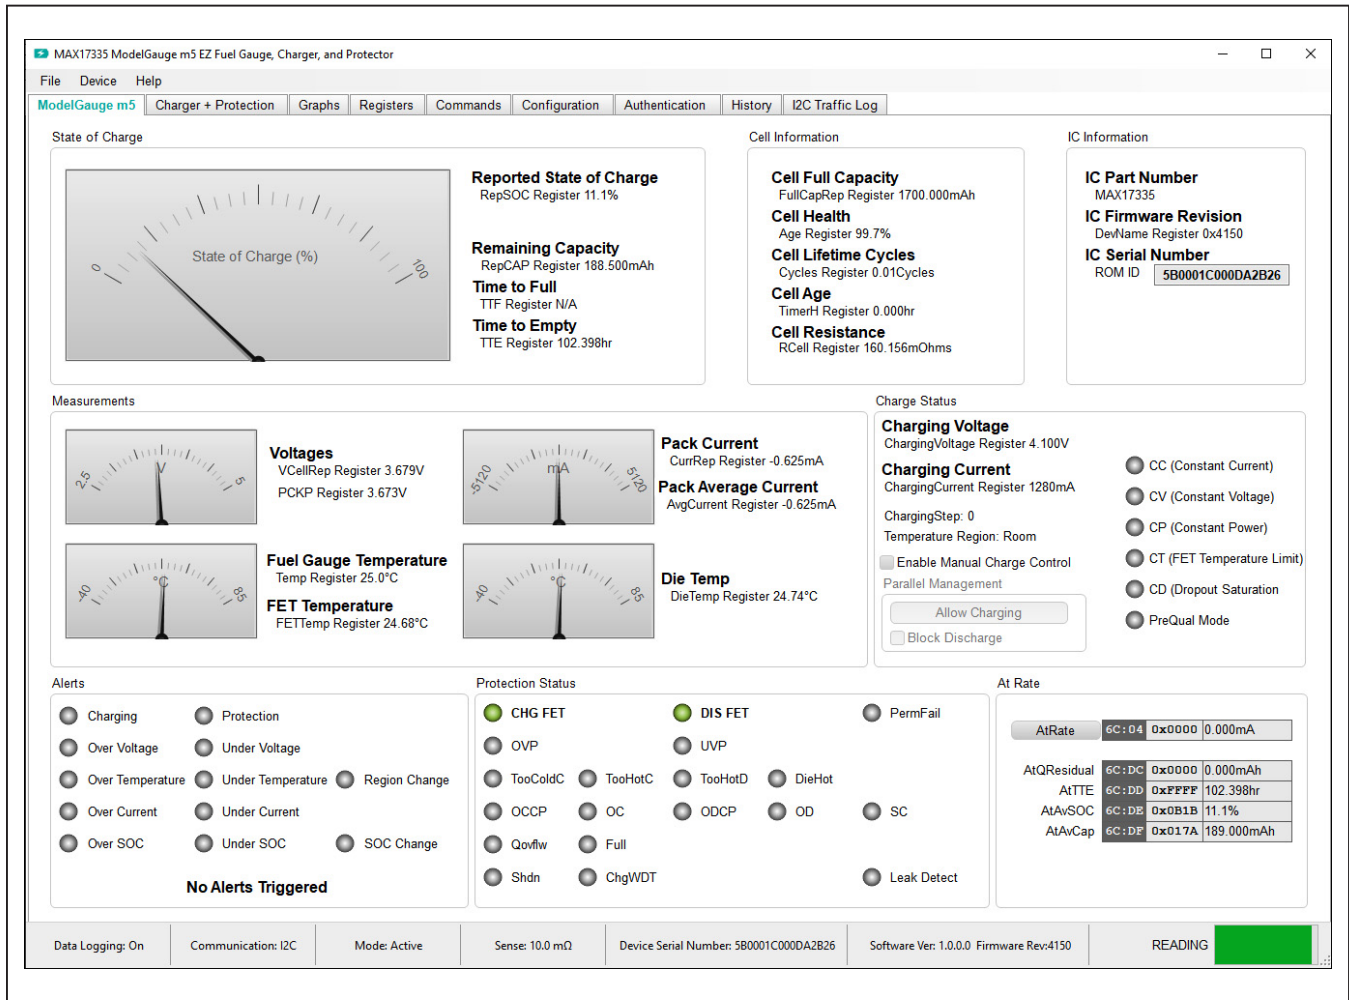 MAX17335 ModelGauge m5 EZ Fuel Gauge, Charger, and Protector
File Device Help
ModelGauge m5 Charger + Protection Graphs Registers Commands Configuration Authentication History I2C Traffic Log
State of Charge
0
100
State of Charge (%)
Reported State of Charge
RepSOC Register 11.1%
Remaining Capacity
RepCAP Register 188.500mAh
Time to Full
TTF Register N/A
Time to Empty
TTE Register 102.398hr
Cell Information
Cell Full Capacity
FullCapRep Register 1700.000mAh
Cell Health
Age Register 99.7%
Cell Lifetime Cycles
Cycles Register 0.01Cycles
Cell Age
TimerH Register 0.000hr
Cell Resistance
RCell Register 160.156mOhms
IC Information
IC Part Number
MAX17335
IC Firmware Revision
DevName Register 0x4150
IC Serial Number
ROM ID 5B0001C000DA2B26
Measurements
2.5
V
5
Voltages
VCellRep Register 3.679V
PCKP Register 3.673V
-5120
mA
5120
Pack Current
CurrRep Register -0.625mA
Pack Average Current
AvgCurrent Register -0.625mA
-40
°C
85
Fuel Gauge Temperature
Temp Register 25.0°C
FET Temperature
FETTemp Register 24.68°C
-40
°C
85
Die Temp
DieTemp Register 24.74°C
Charge Status
Charging Voltage
ChargingVoltage Register 4.100V
Charging Current
ChargingCurrent Register 1280mA
ChargingStep: 0
Temperature Region: Room
Enable Manual Charge Control
Parallel Management
Allow Charging
Block Discharge
CC (Constant Current)
CV (Constant Voltage)
CP (Constant Power)
CT (FET Temperature Limit)
CD (Dropout Saturation
PreQual Mode
Alerts
Charging Protection
Over Voltage Under Voltage
Over Temperature Under Temperature Region Change
Over Current Under Current
Over SOC Under SOC SOC Change
No Alerts Triggered
Protection Status
CHG FET DIS FET PermFail
OVP UVP
TooColdC TooHotC TooHotD DieHot
OCCP OC ODCP OD SC
Qovflw Full
Shdn ChgWDT Leak Detect
At Rate
AtRate 6C:04 0x0000 0.000mA
AtQResidual 6C:DC 0x0000 0.000mAh
AtTTE 6C:DD 0xFFFF 102.398hr
AtAvSOC 6C:DE 0x0B1B 11.1%
AtAvCap 6C:DF 0x017A 189.000mAh
Data Logging: On Communication: I2C Mode: Active Sense: 10.0 mΩ Device Serial Number: 5B0001C000DA2B26 Software Ver: 1.0.0.0 Firmware Rev:4150 READING